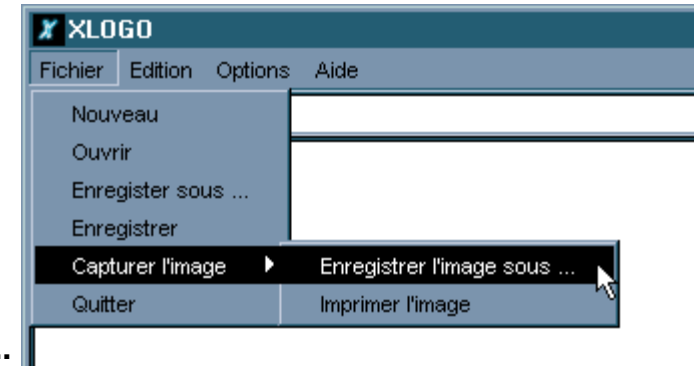 XLOGO
Fichier Edition Options Aide
Nouveau
Ouvrir
Enregister sous ...
Enregistrer
Capturer l'image
Enregistrer l'image sous ...
Quitter
Imprimer l'image
..